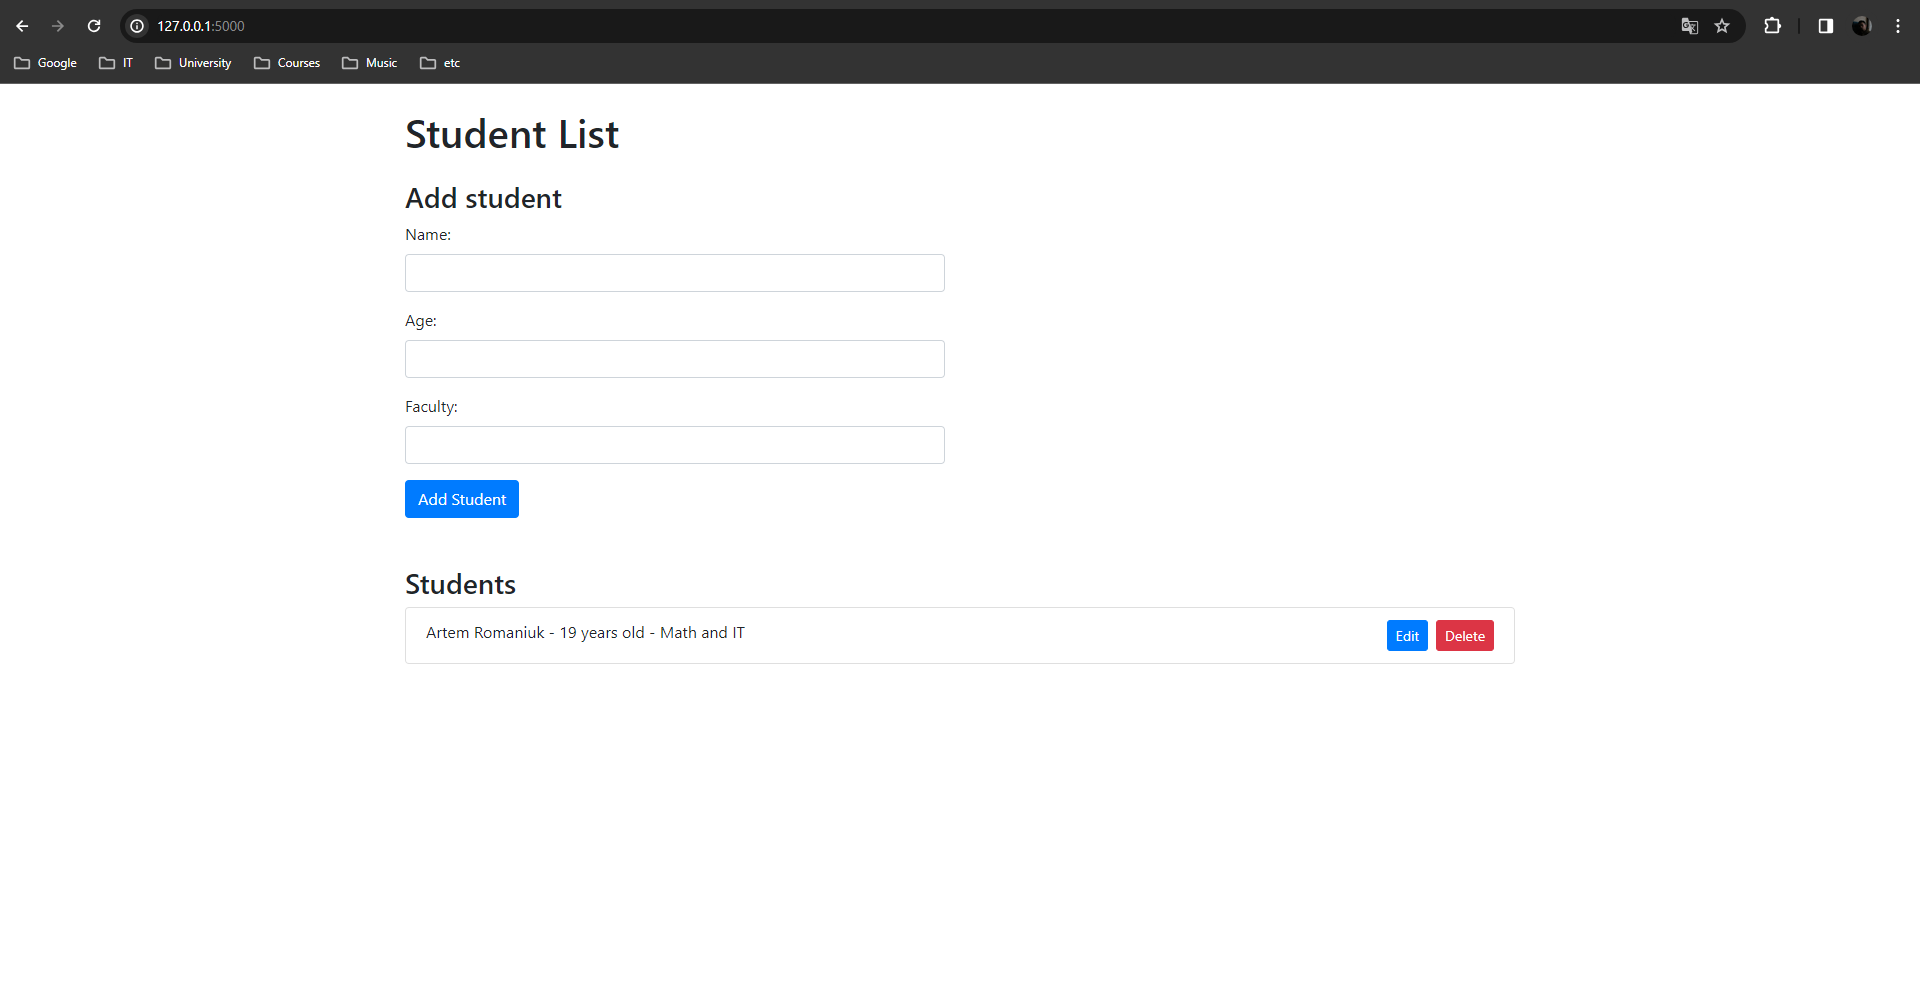 127.0.0.1:5000
Google IT University Courses Music etc
Student List
Add student
Name:
Age:
Faculty:
Add Student
Students
Artem Romaniuk - 19 years old - Math and IT Edit Delete